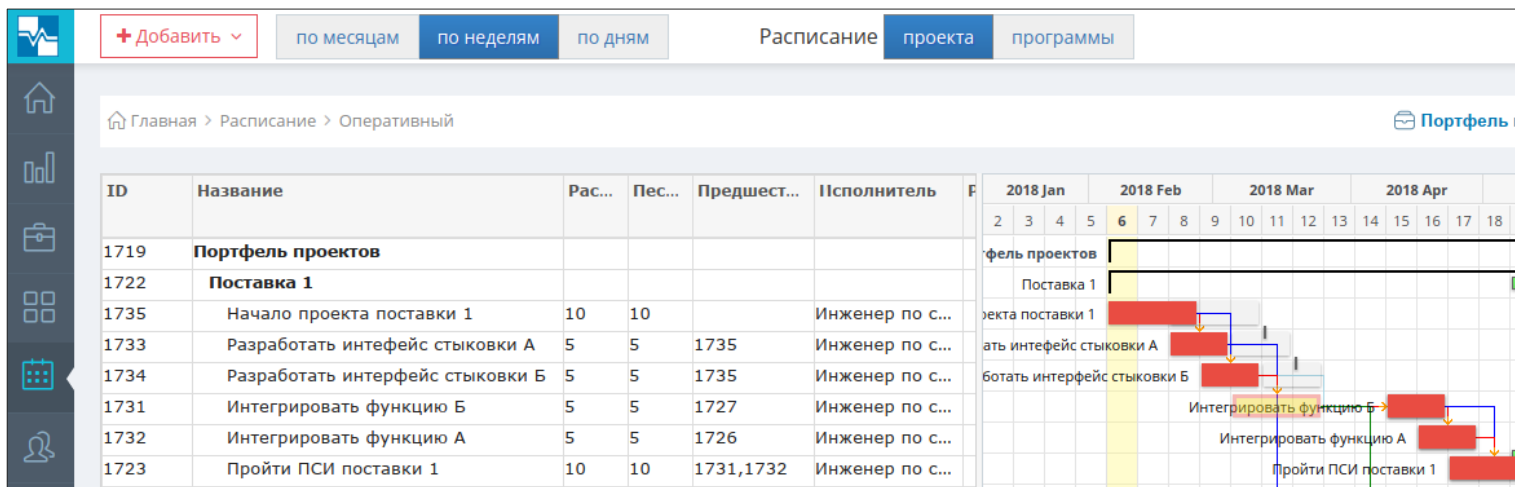 + Добавить по месяцам по неделям по дням Расписание проекта программы
Главная > Расписание > Оперативный Портфель
ID Название Рас... Пес... Предшест... Исполнитель 2018 Jan 2018 Feb 2018 Mar 2018 Apr
2 3 4 5 6 7 8 9 10 11 12 13 14 15 16 17 18
1719 Портфель проектов фель проектов
1722 Поставка 1 Поставка 1
1735 Начало проекта поставки 1 10 10 Инженер по с... оекта поставки 1
1733 Разработать интефейс стыковки А 5 5 1735 Инженер по с... ать интефейс стыковки А
1734 Разработать интерфейс стыковки Б 5 5 1735 Инженер по с... ботать интерфейс стыковки Б
1731 Интегрировать функцию Б 5 5 1727 Инженер по с... Интегрировать функцию Б
1732 Интегрировать функцию А 5 5 1726 Инженер по с... Интегрировать функцию А
1723 Пройти ПСИ поставки 1 10 10 1731,1732 Инженер по с... Пройти ПСИ поставки 1